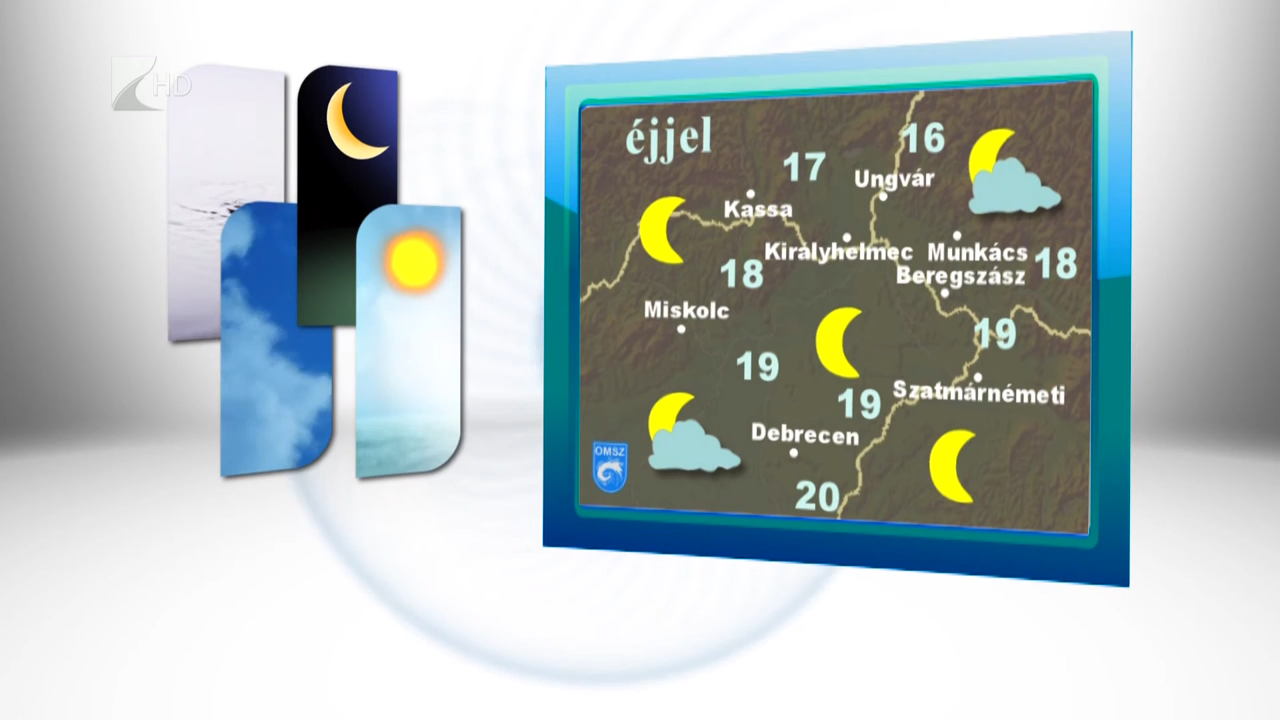 HD
éjjel
16
17
Ungvár
Kassa
Királyhelmec
Munkács
18
18
Beregszász
Miskolc
19
19
Szatmárnémeti
19
Debrecen
OMSZ
20